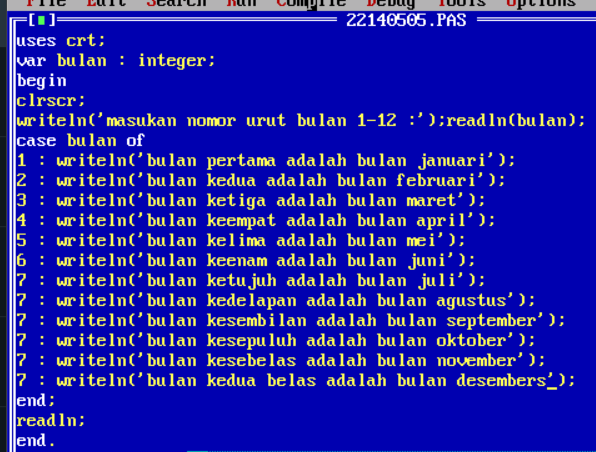 File Edit Search Run Compile Debug Tools Options
22140505.PAS
uses crt;
var bulan : integer;
begin
clrscr;
writeln('masukan nomor urut bulan 1-12 :');readln(bulan);
case bulan of
1 : writeln('bulan pertama adalah bulan januari');
2 : writeln('bulan kedua adalah bulan februari');
3 : writeln('bulan ketiga adalah bulan maret');
4 : writeln('bulan keempat adalah bulan april');
5 : writeln('bulan kelima adalah bulan mei');
6 : writeln('bulan keenam adalah bulan juni');
7 : writeln('bulan ketujuh adalah bulan juli');
7 : writeln('bulan kedelapan adalah bulan agustus');
7 : writeln('bulan kesembilan adalah bulan september');
7 : writeln('bulan kesepuluh adalah bulan oktober');
7 : writeln('bulan kesebelas adalah bulan november');
7 : writeln('bulan kedua belas adalah bulan desembers');
end;
readln;
end.